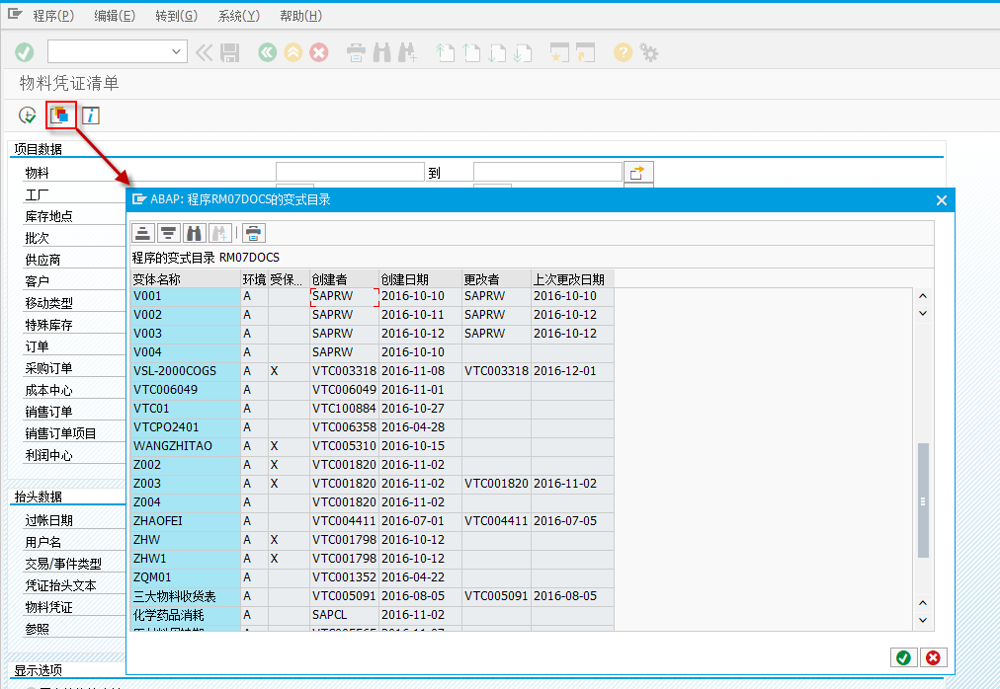 程序(P) 编辑(E) 转到(G) 系统(Y) 帮助(H)
物料凭证清单
项目数据
物料 到
工厂
库存地点
批次
供应商
客户
移动类型
特殊库存
订单
采购订单
成本中心
销售订单
销售订单项目
利润中心
抬头数据
过帐日期
用户名
交易/事件类型
凭证抬头文本
物料凭证
参照
显示选项
ABAP: 程序RM07DOCS的变式目录
程序的变式目录 RM07DOCS
变体名称 环境 受保... 创建者 创建日期 更改者 上次更改日期
V001 A SAPRW 2016-10-10 SAPRW 2016-10-10
V002 A SAPRW 2016-10-11 SAPRW 2016-10-12
V003 A SAPRW 2016-10-12 SAPRW 2016-10-12
V004 A SAPRW 2016-10-10
VSL-2000COGS A X VTC003318 2016-11-08 VTC003318 2016-12-01
VTC006049 A VTC006049 2016-11-01
VTC01 A VTC100884 2016-10-27
VTCPO2401 A VTC006358 2016-04-28
WANGZHITAO A X VTC005310 2016-10-15
Z002 A X VTC001820 2016-11-02
Z003 A X VTC001820 2016-11-02 VTC001820 2016-11-02
Z004 A VTC001820 2016-11-02
ZHAOFEI A VTC004411 2016-07-01 VTC004411 2016-07-05
ZHW A X VTC001798 2016-10-12
ZHW1 A X VTC001798 2016-10-12
ZQM01 A VTC001352 2016-04-22
三大物料收货表 A VTC005091 2016-08-05 VTC005091 2016-08-05
化学药品消耗 A SAPCL 2016-11-02